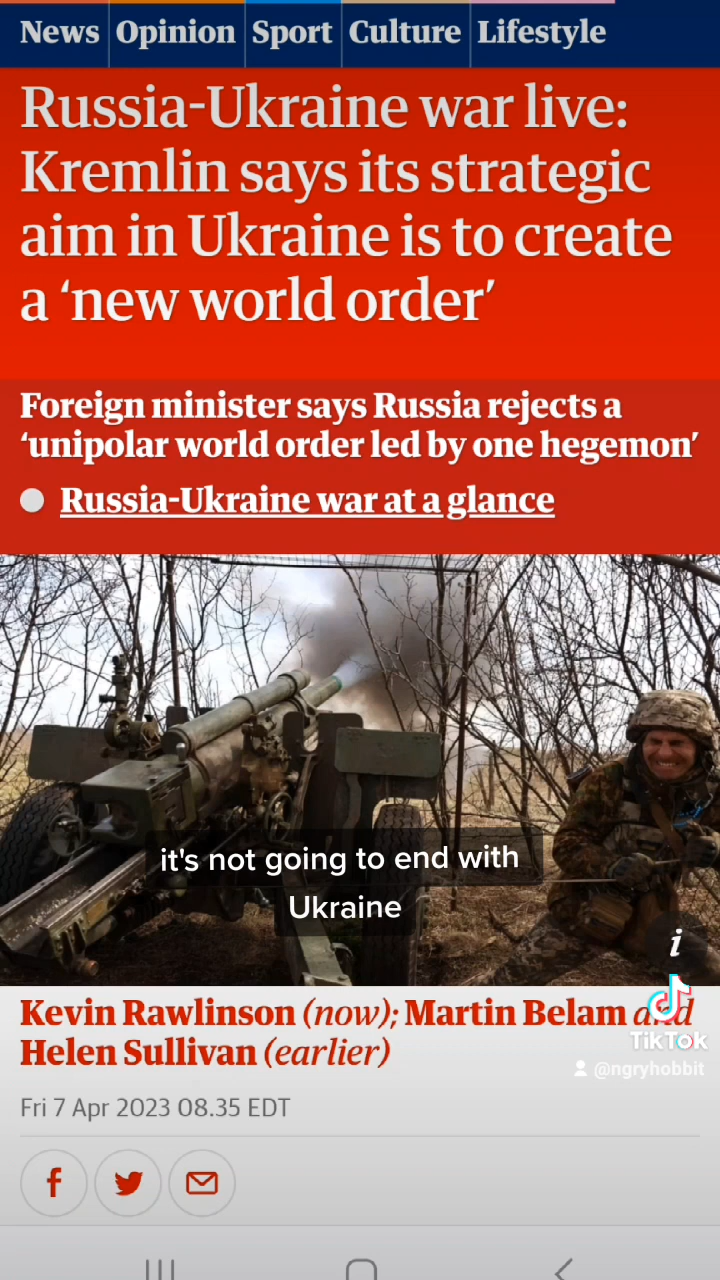 News Opinion Sport Culture Lifestyle
Russia-Ukraine war live:
Kremlin says its strategic
aim in Ukraine is to create
a ‘new world order’
Foreign minister says Russia rejects a
‘unipolar world order led by one hegemon’
Russia-Ukraine war at a glance
it's not going to end with
Ukraine
i
Kevin Rawlinson (now); Martin Belam and
Helen Sullivan (earlier)
TikTok
@ngryhobbit
Fri 7 Apr 2023 08.35 EDT
f